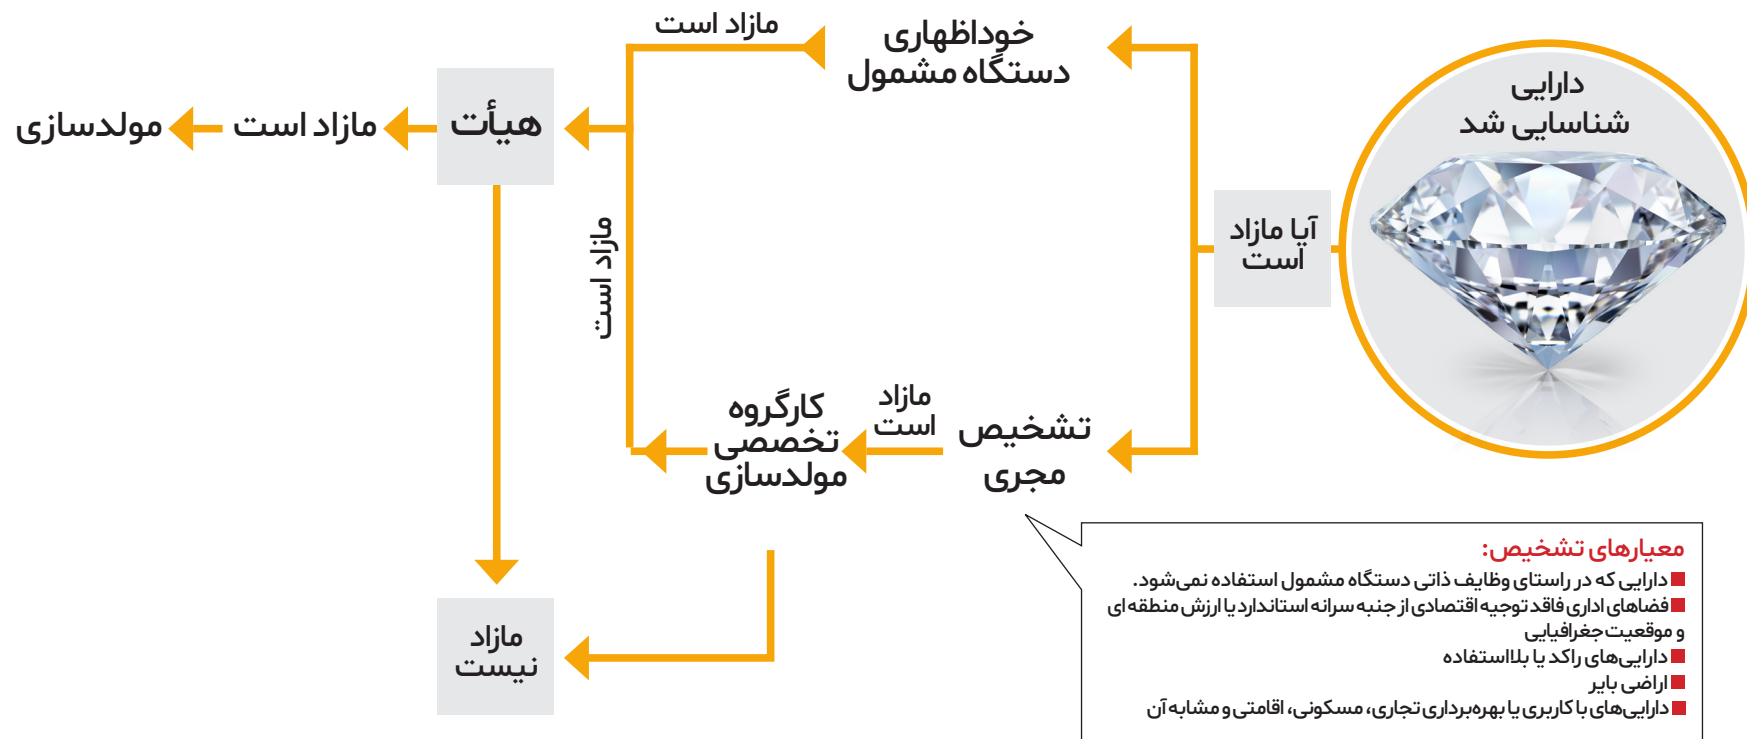 دارایی
شناسایی شد
آیا مازاد
است
خوداظهاری
دستگاه مشمول
مازاد است
هیأت
مازاد است
مولدسازی
مازاد است
تشخیص
مجری
مازاد
است
کارگروه
تخصصی
مولدسازی
مازاد
نیست
معیارهای تشخیص:
دارایی که در راستای وظایف ذاتی دستگاه مشمول استفاده نمی‌شود.
فضاهای اداری فاقد توجیه اقتصادی از جنبه سرانه استاندارد یا ارزش منطقه ای
و موقعیت جغرافیایی
دارایی‌های راکد یا بلااستفاده
اراضی بایر
دارایی‌های با کاربری یا بهره‌برداری تجاری، مسکونی، اقامتی و مشابه آن